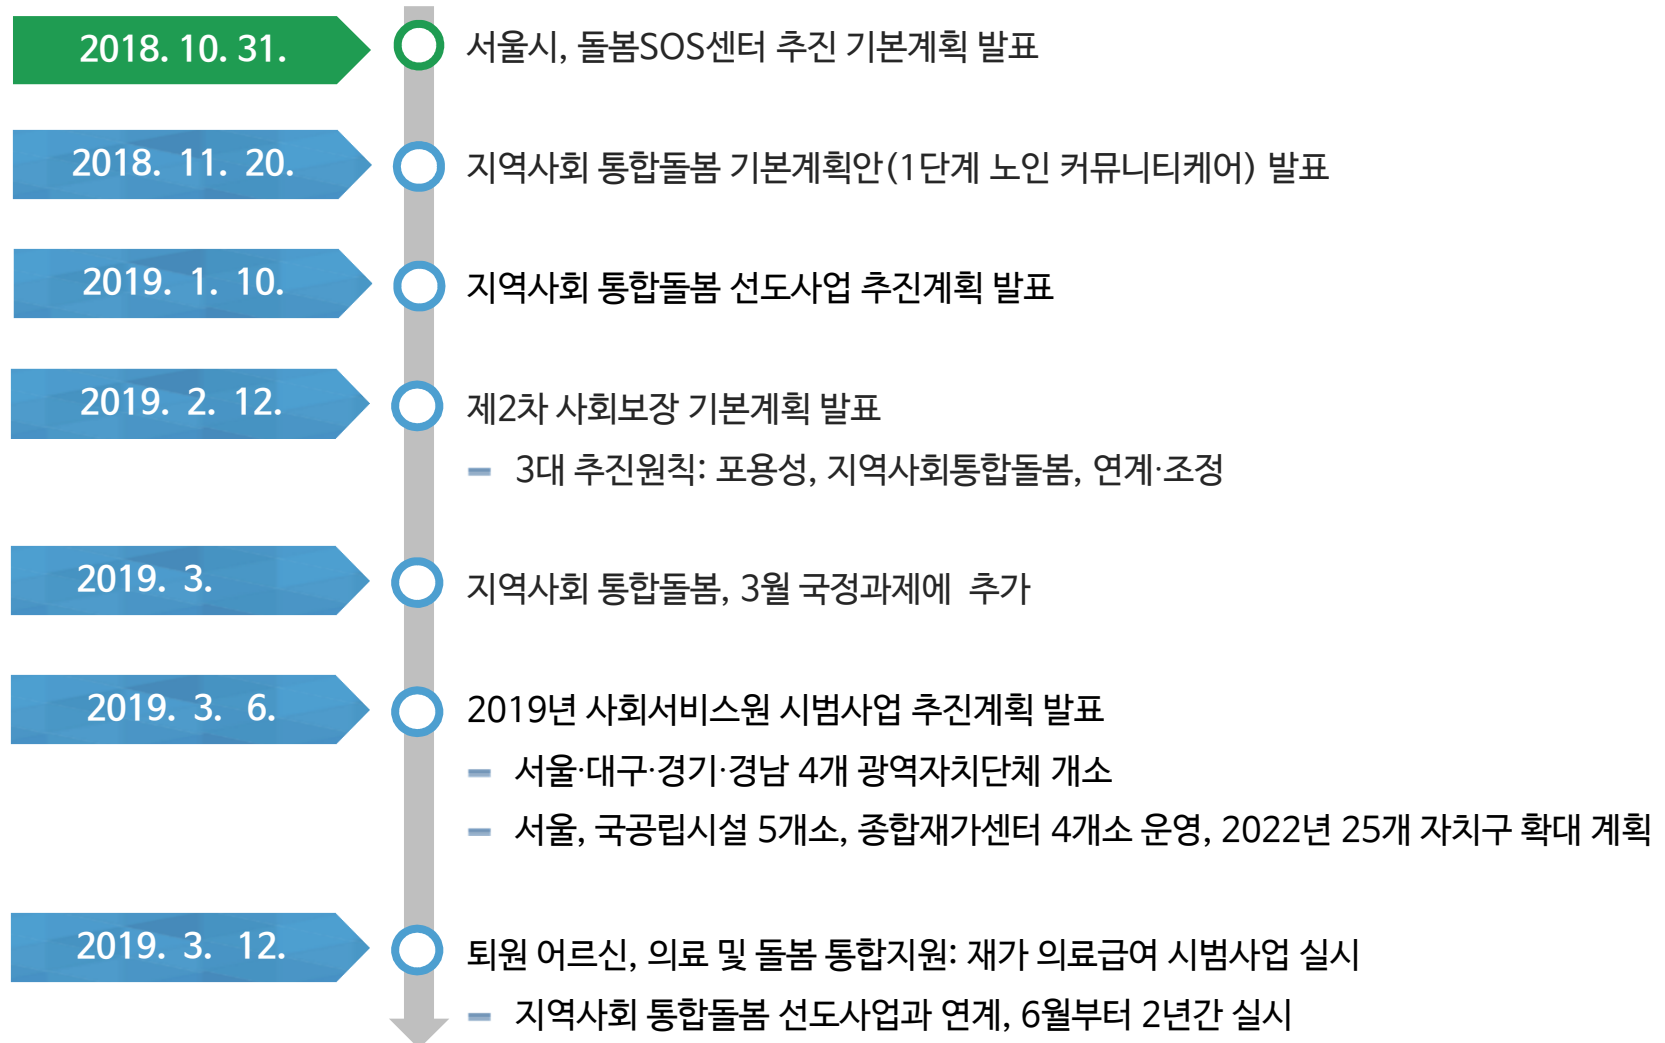 2018. 10. 31.
서울시, 돌봄SOS센터 추진 기본계획 발표
2018. 11. 20.
지역사회 통합돌봄 기본계획안(1단계 노인 커뮤니티케어) 발표
2019. 1. 10.
지역사회 통합돌봄 선도사업 추진계획 발표
2019. 2. 12.
제2차 사회보장 기본계획 발표
- 3대 추진원칙: 포용성, 지역사회통합돌봄, 연계·조정
2019. 3.
지역사회 통합돌봄, 3월 국정과제에 추가
2019. 3. 6.
2019년 사회서비스원 시범사업 추진계획 발표
- 서울·대구·경기·경남 4개 광역자치단체 개소
- 서울, 국공립시설 5개소, 종합재가센터 4개소 운영, 2022년 25개 자치구 확대 계획
2019. 3. 12.
퇴원 어르신, 의료 및 돌봄 통합지원: 재가 의료급여 시범사업 실시
- 지역사회 통합돌봄 선도사업과 연계, 6월부터 2년간 실시